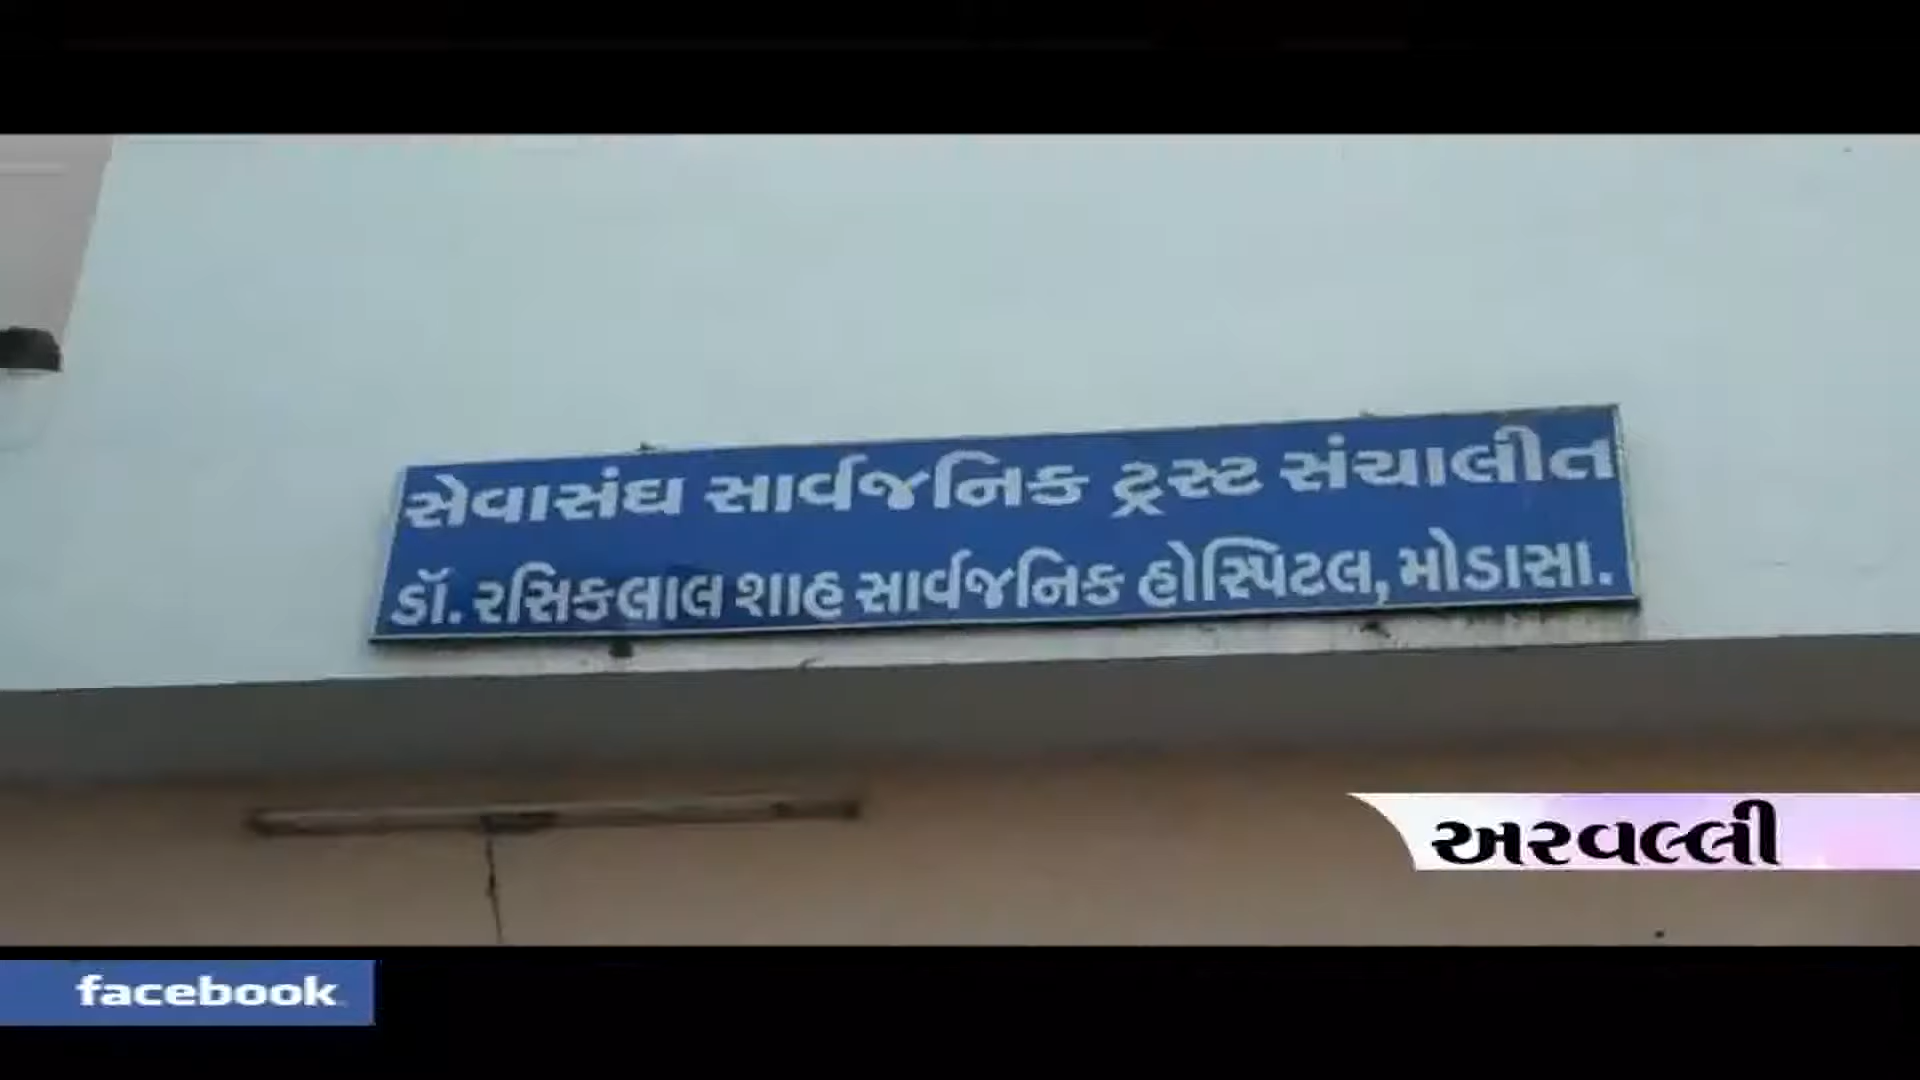 સેવાસંઘ સાર્વજનિક ટ્રસ્ટ સંચાલીત
ડૉ. રસિકલાલ શાહ સાર્વજનિક હોસ્પિટલ, મોડાસા.
અરવલ્લી
facebook